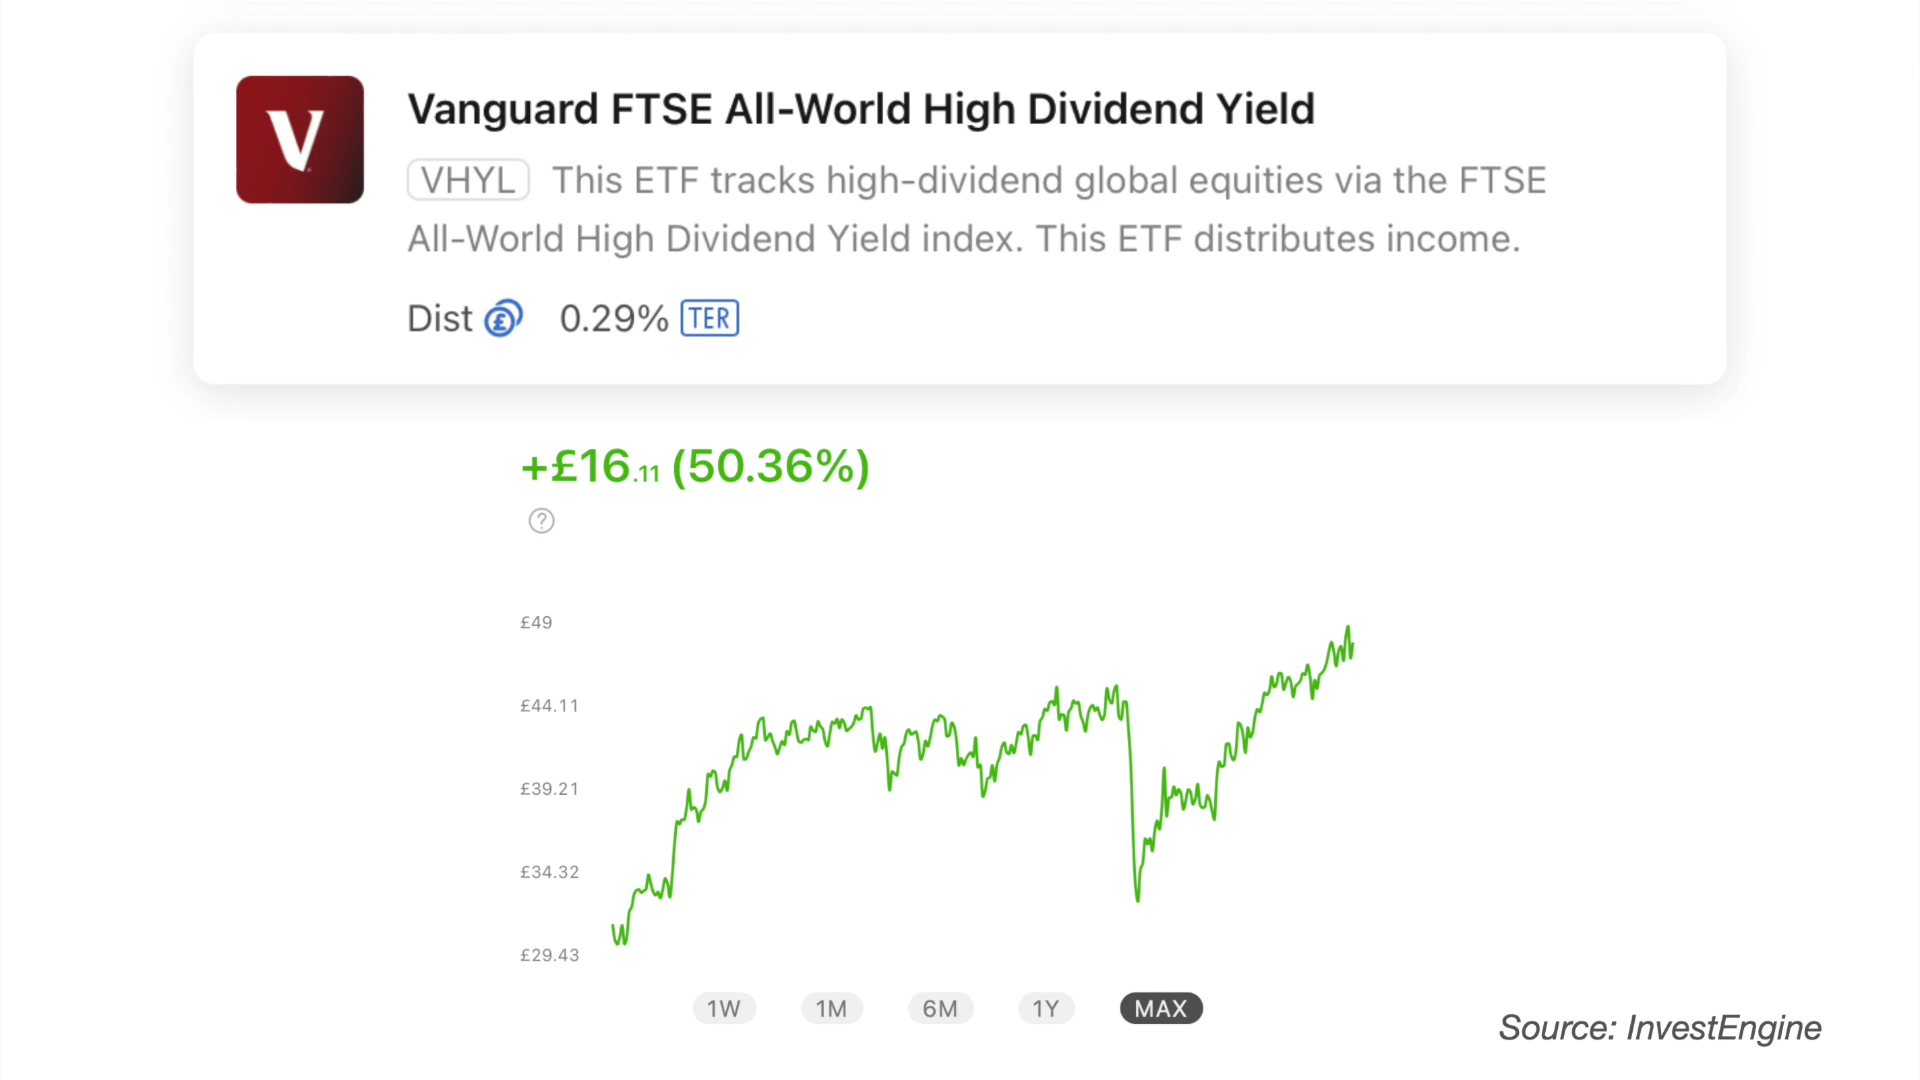 V
Vanguard FTSE All-World High Dividend Yield
VHYL This ETF tracks high-dividend global equities via the FTSE
All-World High Dividend Yield index. This ETF distributes income.
Dist £ 0.29% TER
+£16.11 (50.36%)
?
£49
£44.11
£39.21
£34.32
£29.43
1W 1M 6M 1Y MAX
Source: InvestEngine